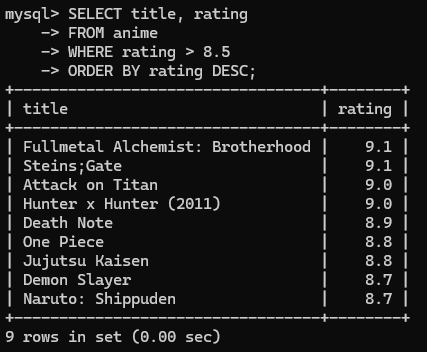 mysql> SELECT title, rating
    -> FROM anime
    -> WHERE rating > 8.5
    -> ORDER BY rating DESC;
+--------------------------------+--------+
| title                          | rating |
+--------------------------------+--------+
| Fullmetal Alchemist: Brotherhood |    9.1 |
| Steins;Gate                    |    9.1 |
| Attack on Titan                |    9.0 |
| Hunter x Hunter (2011)         |    9.0 |
| Death Note                     |    8.9 |
| One Piece                      |    8.8 |
| Jujutsu Kaisen                 |    8.8 |
| Demon Slayer                   |    8.7 |
| Naruto: Shippuden              |    8.7 |
+--------------------------------+--------+
9 rows in set (0.00 sec)